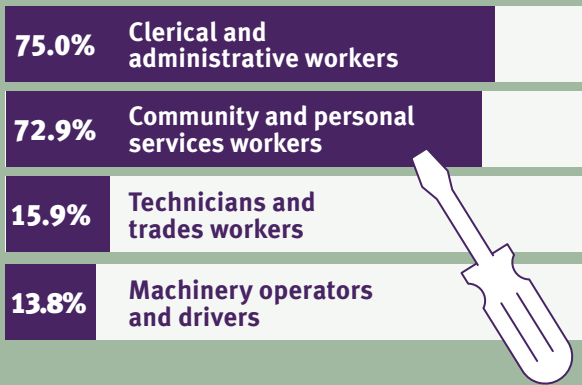 75.0%
Clerical and
administrative workers
72.9%
Community and personal
services workers
15.9%
Technicians and
trades workers
13.8%
Machinery operators
and drivers